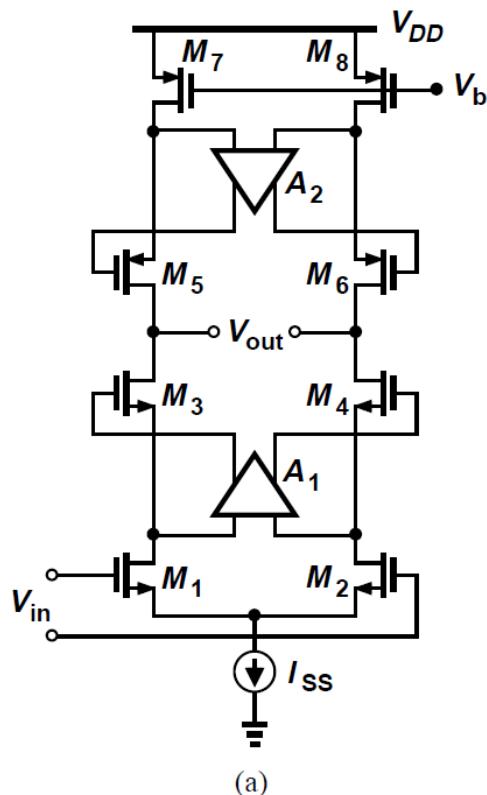 V_DD
M_7 M_8
V_b
A_2
M_5 M_6
V_out
M_3 M_4
A_1
M_1 M_2
V_in
I_SS
(a)